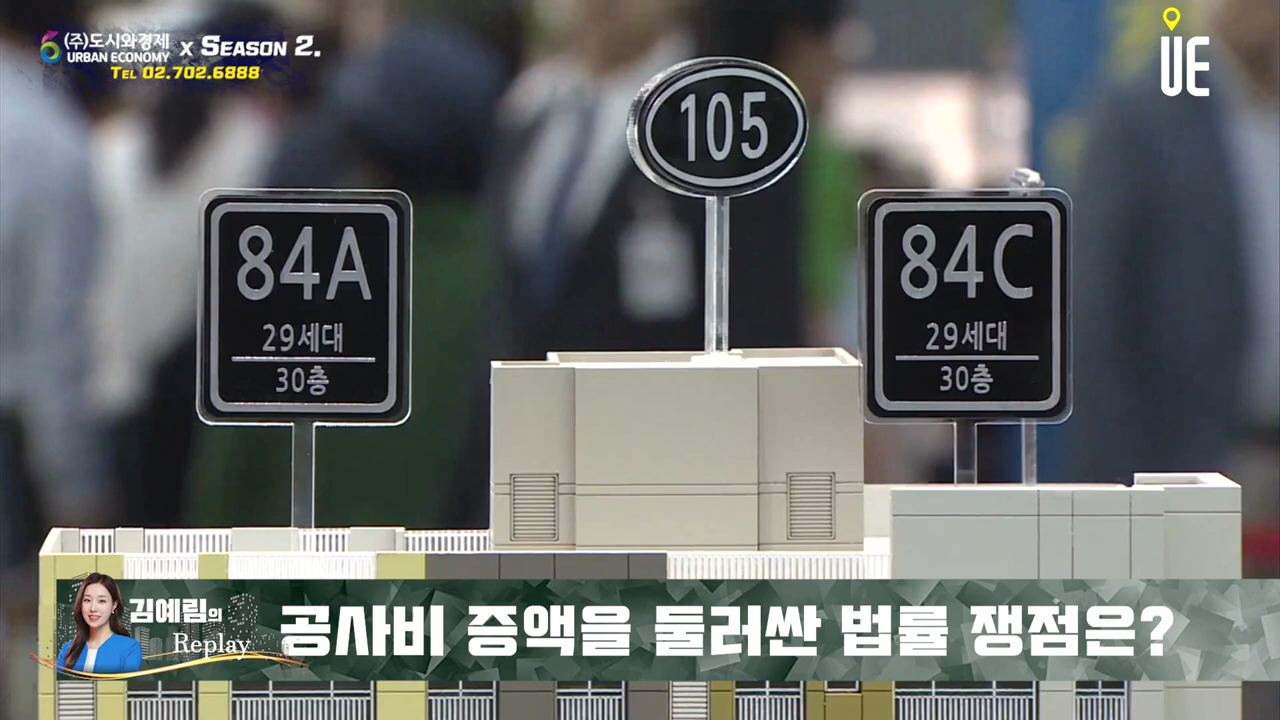 (주)도시와경제
URBAN ECONOMY x SEASON 2.
TEL 02.702.6888
UE
105
84A
29세대
30층
84C
29세대
30층
김예림의
Replay
공사비 증액을 둘러싼 법률 쟁점은?